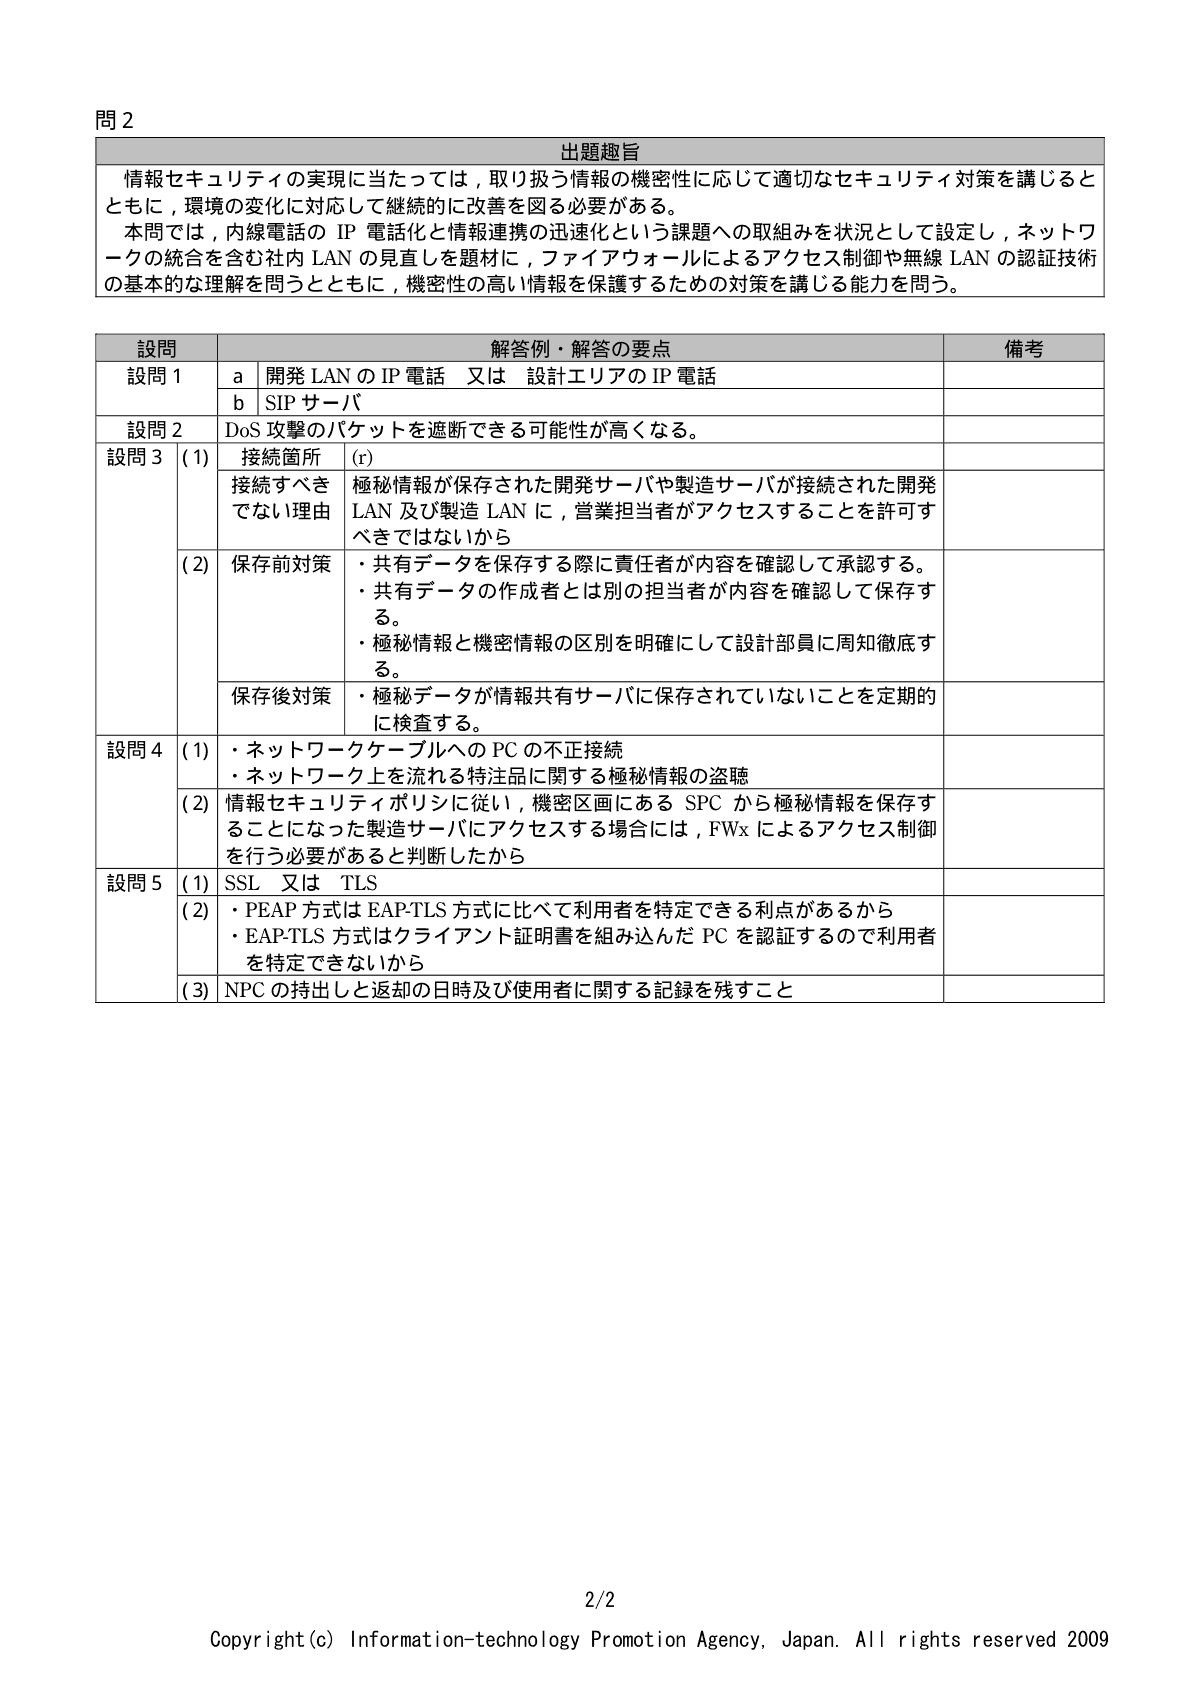 問2
出題趣旨
情報セキュリティの実現に当たっては，取り扱う情報の機密性に応じて適切なセキュリティ対策を講じると
ともに，環境の変化に対応して継続的に改善を図る必要がある。
本問では，内線電話の IP 電話化と情報連携の迅速化という課題への取組みを状況として設定し，ネットワ
ークの統合を含む社内 LAN の見直しを題材に，ファイアウォールによるアクセス制御や無線 LAN の認証技術
の基本的な理解を問うとともに，機密性の高い情報を保護するための対策を講じる能力を問う。
設問 解答例・解答の要点 備考
設問1 a 開発 LAN の IP 電話　又は　設計エリアの IP 電話
b SIP サーバ
設問2 DoS 攻撃のパケットを遮断できる可能性が高くなる。
設問3 (1) 接続箇所 (r)
接続すべき
でない理由
極秘情報が保存された開発サーバや製造サーバが接続された開発
LAN 及び製造 LAN に，営業担当者がアクセスすることを許可す
べきではないから
(2) 保存前対策 ・共有データを保存する際に責任者が内容を確認して承認する。
・共有データの作成者とは別の担当者が内容を確認して保存す
る。
・極秘情報と機密情報の区別を明確にして設計部員に周知徹底す
る。
保存後対策 ・極秘データが情報共有サーバに保存されていないことを定期的
に検査する。
設問4 (1) ・ネットワークケーブルへの PC の不正接続
・ネットワーク上を流れる特注品に関する極秘情報の盗聴
(2) 情報セキュリティポリシに従い，機密区画にある SPC から極秘情報を保存す
ることになった製造サーバにアクセスする場合には，FWx によるアクセス制御
を行う必要があると判断したから
設問5 (1) SSL　又は　TLS
(2) ・PEAP 方式は EAP-TLS 方式に比べて利用者を特定できる利点があるから
・EAP-TLS 方式はクライアント証明書を組み込んだ PC を認証するので利用者
を特定できないから
(3) NPC の持出しと返却の日時及び使用者に関する記録を残すこと
2/2
Copyright(c) Information-technology Promotion Agency, Japan. All rights reserved 2009